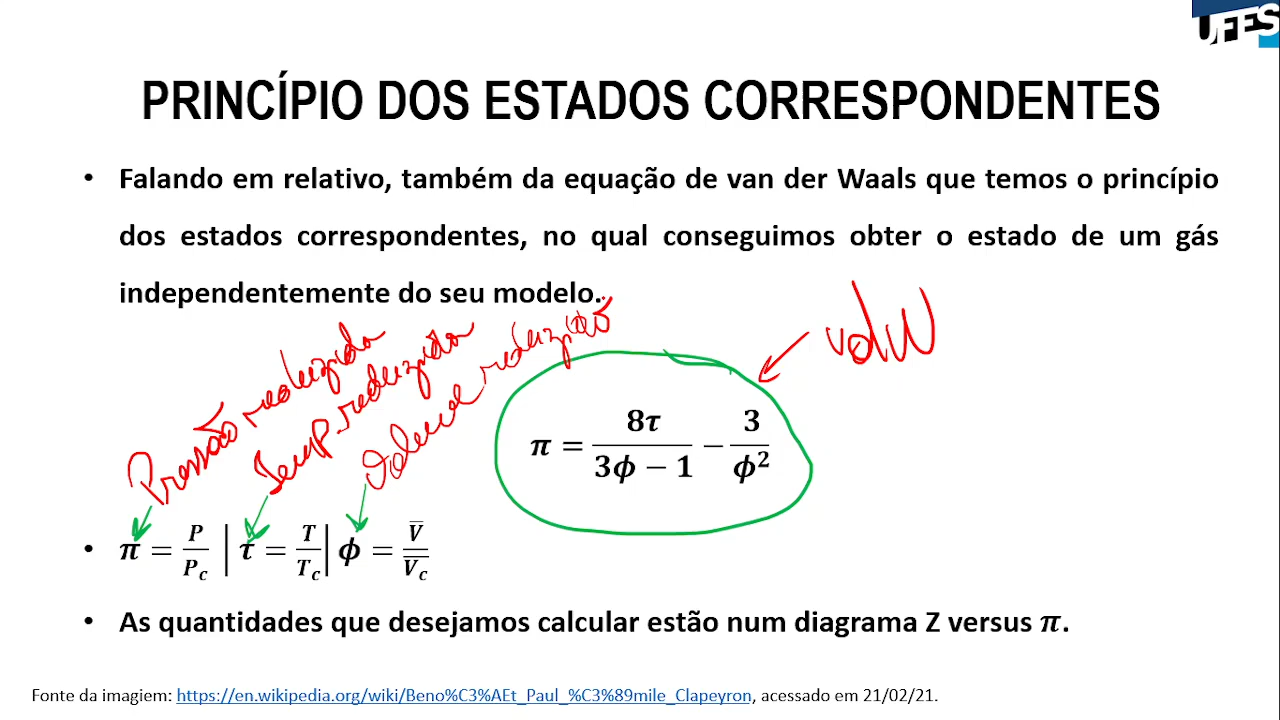 UFES
PRINCÍPIO DOS ESTADOS CORRESPONDENTES
• Falando em relativo, também da equação de van der Waals que temos o princípio
dos estados correspondentes, no qual conseguimos obter o estado de um gás
independentemente do seu modelo.
Pressão reduzida
Temp reduzida
Volume reduzido
vdW
π = 8τ / (3ϕ − 1) − 3 / ϕ²
• π = P/P_c | τ = T/T_c | ϕ = V̅/V̅_c
• As quantidades que desejamos calcular estão num diagrama Z versus π.
Fonte da imagiem: https://en.wikipedia.org/wiki/Beno%C3%AEt_Paul_%C3%89mile_Clapeyron, acessado em 21/02/21.